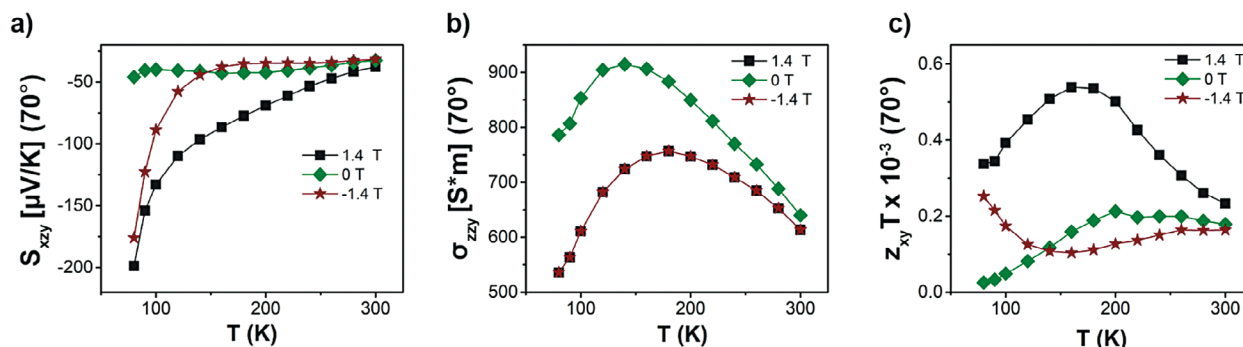 a)
S_xzy [µV/K] (70°)
-50
-100
-150
-200
100
200
300
T (K)
1.4 T
0 T
-1.4 T
b)
σ_zzy [S*m] (70°)
900
800
700
600
500
100
200
300
T (K)
1.4 T
0 T
-1.4 T
c)
z_xyT x 10⁻³ (70°)
0.6
0.4
0.2
0.0
100
200
300
T (K)
1.4 T
0 T
-1.4 T